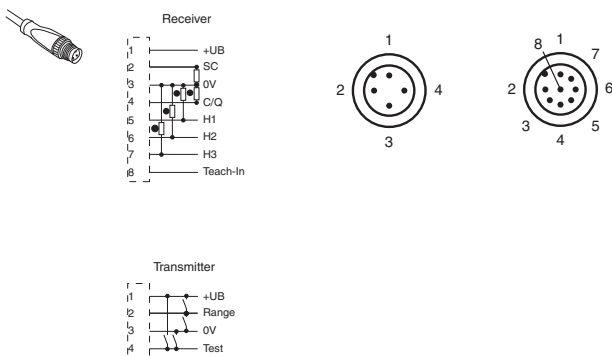 Receiver
1 +UB
2 SC
3 0V
4 C/Q
5 H1
6 H2
7 H3
8 Teach-In
1
2 4
3
8 1 7
2 6
3 4 5
Transmitter
1 +UB
2 Range
3 0V
4 Test